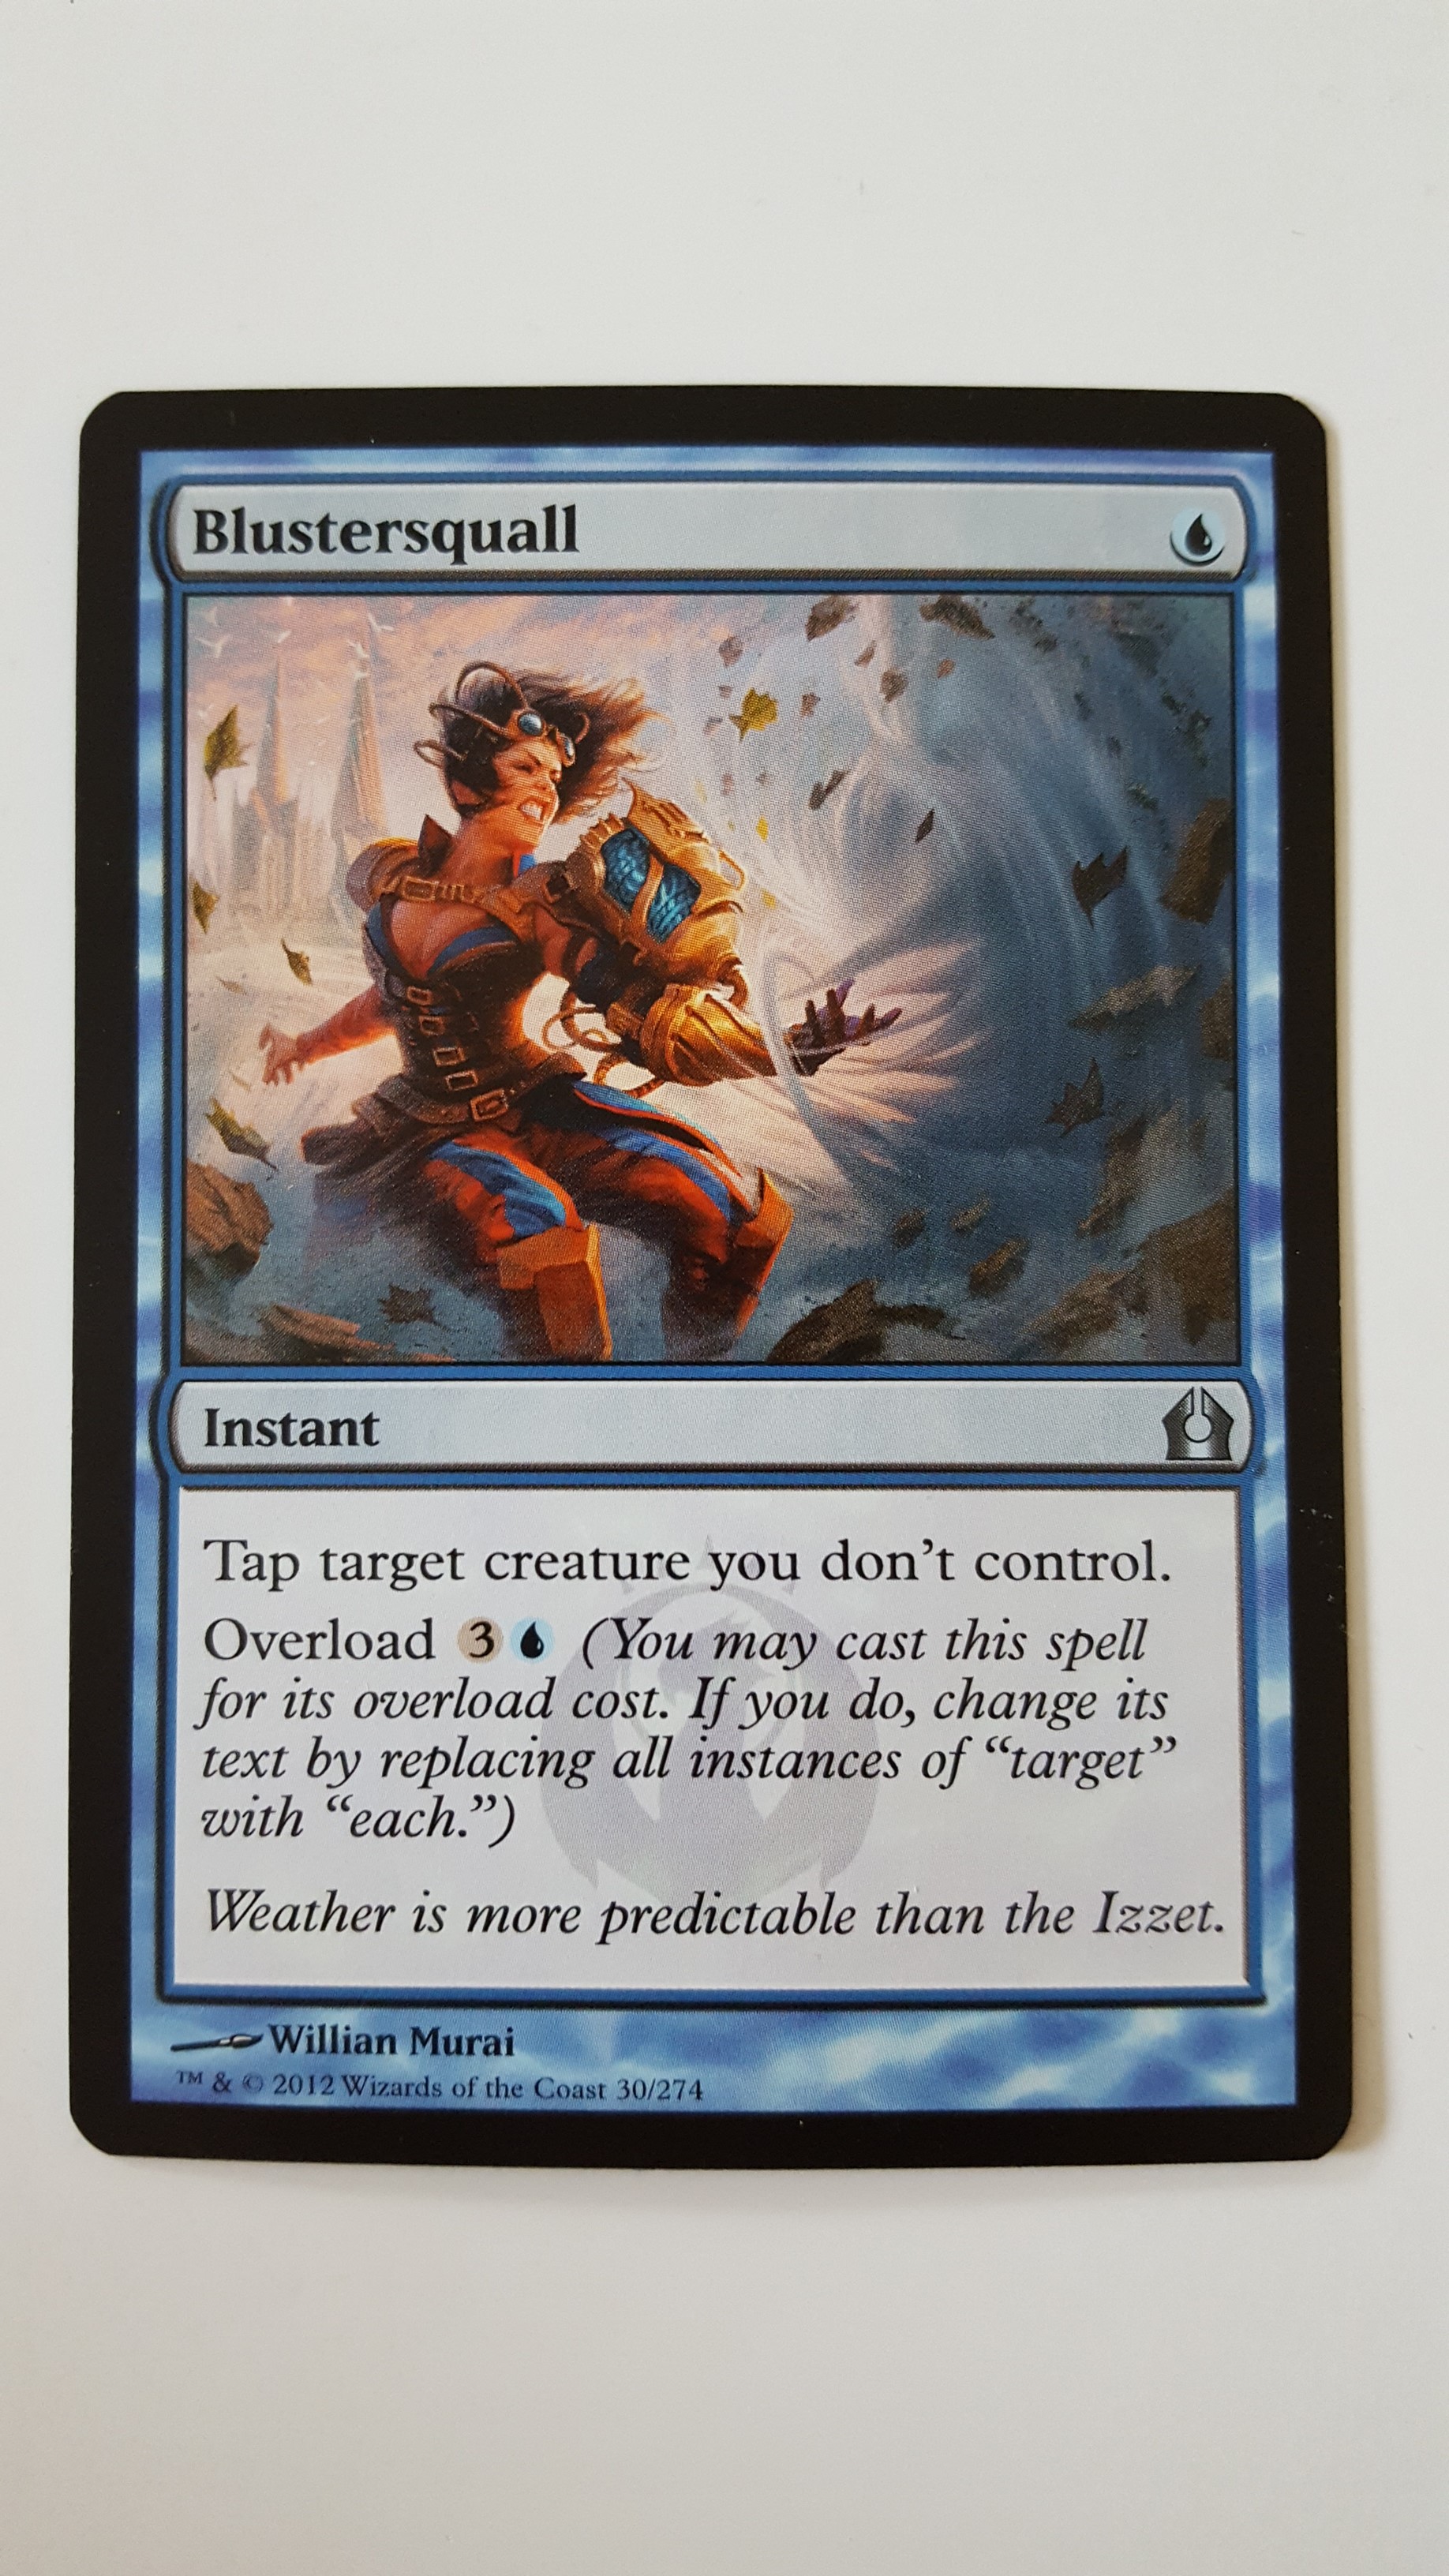 Blustersquall
Instant
Tap target creature you don't control.
Overload 3 (You may cast this spell
for its overload cost. If you do, change its
text by replacing all instances of “target”
with “each.”)
Weather is more predictable than the Izzet.
Willian Murai
™ & © 2012 Wizards of the Coast 30/274